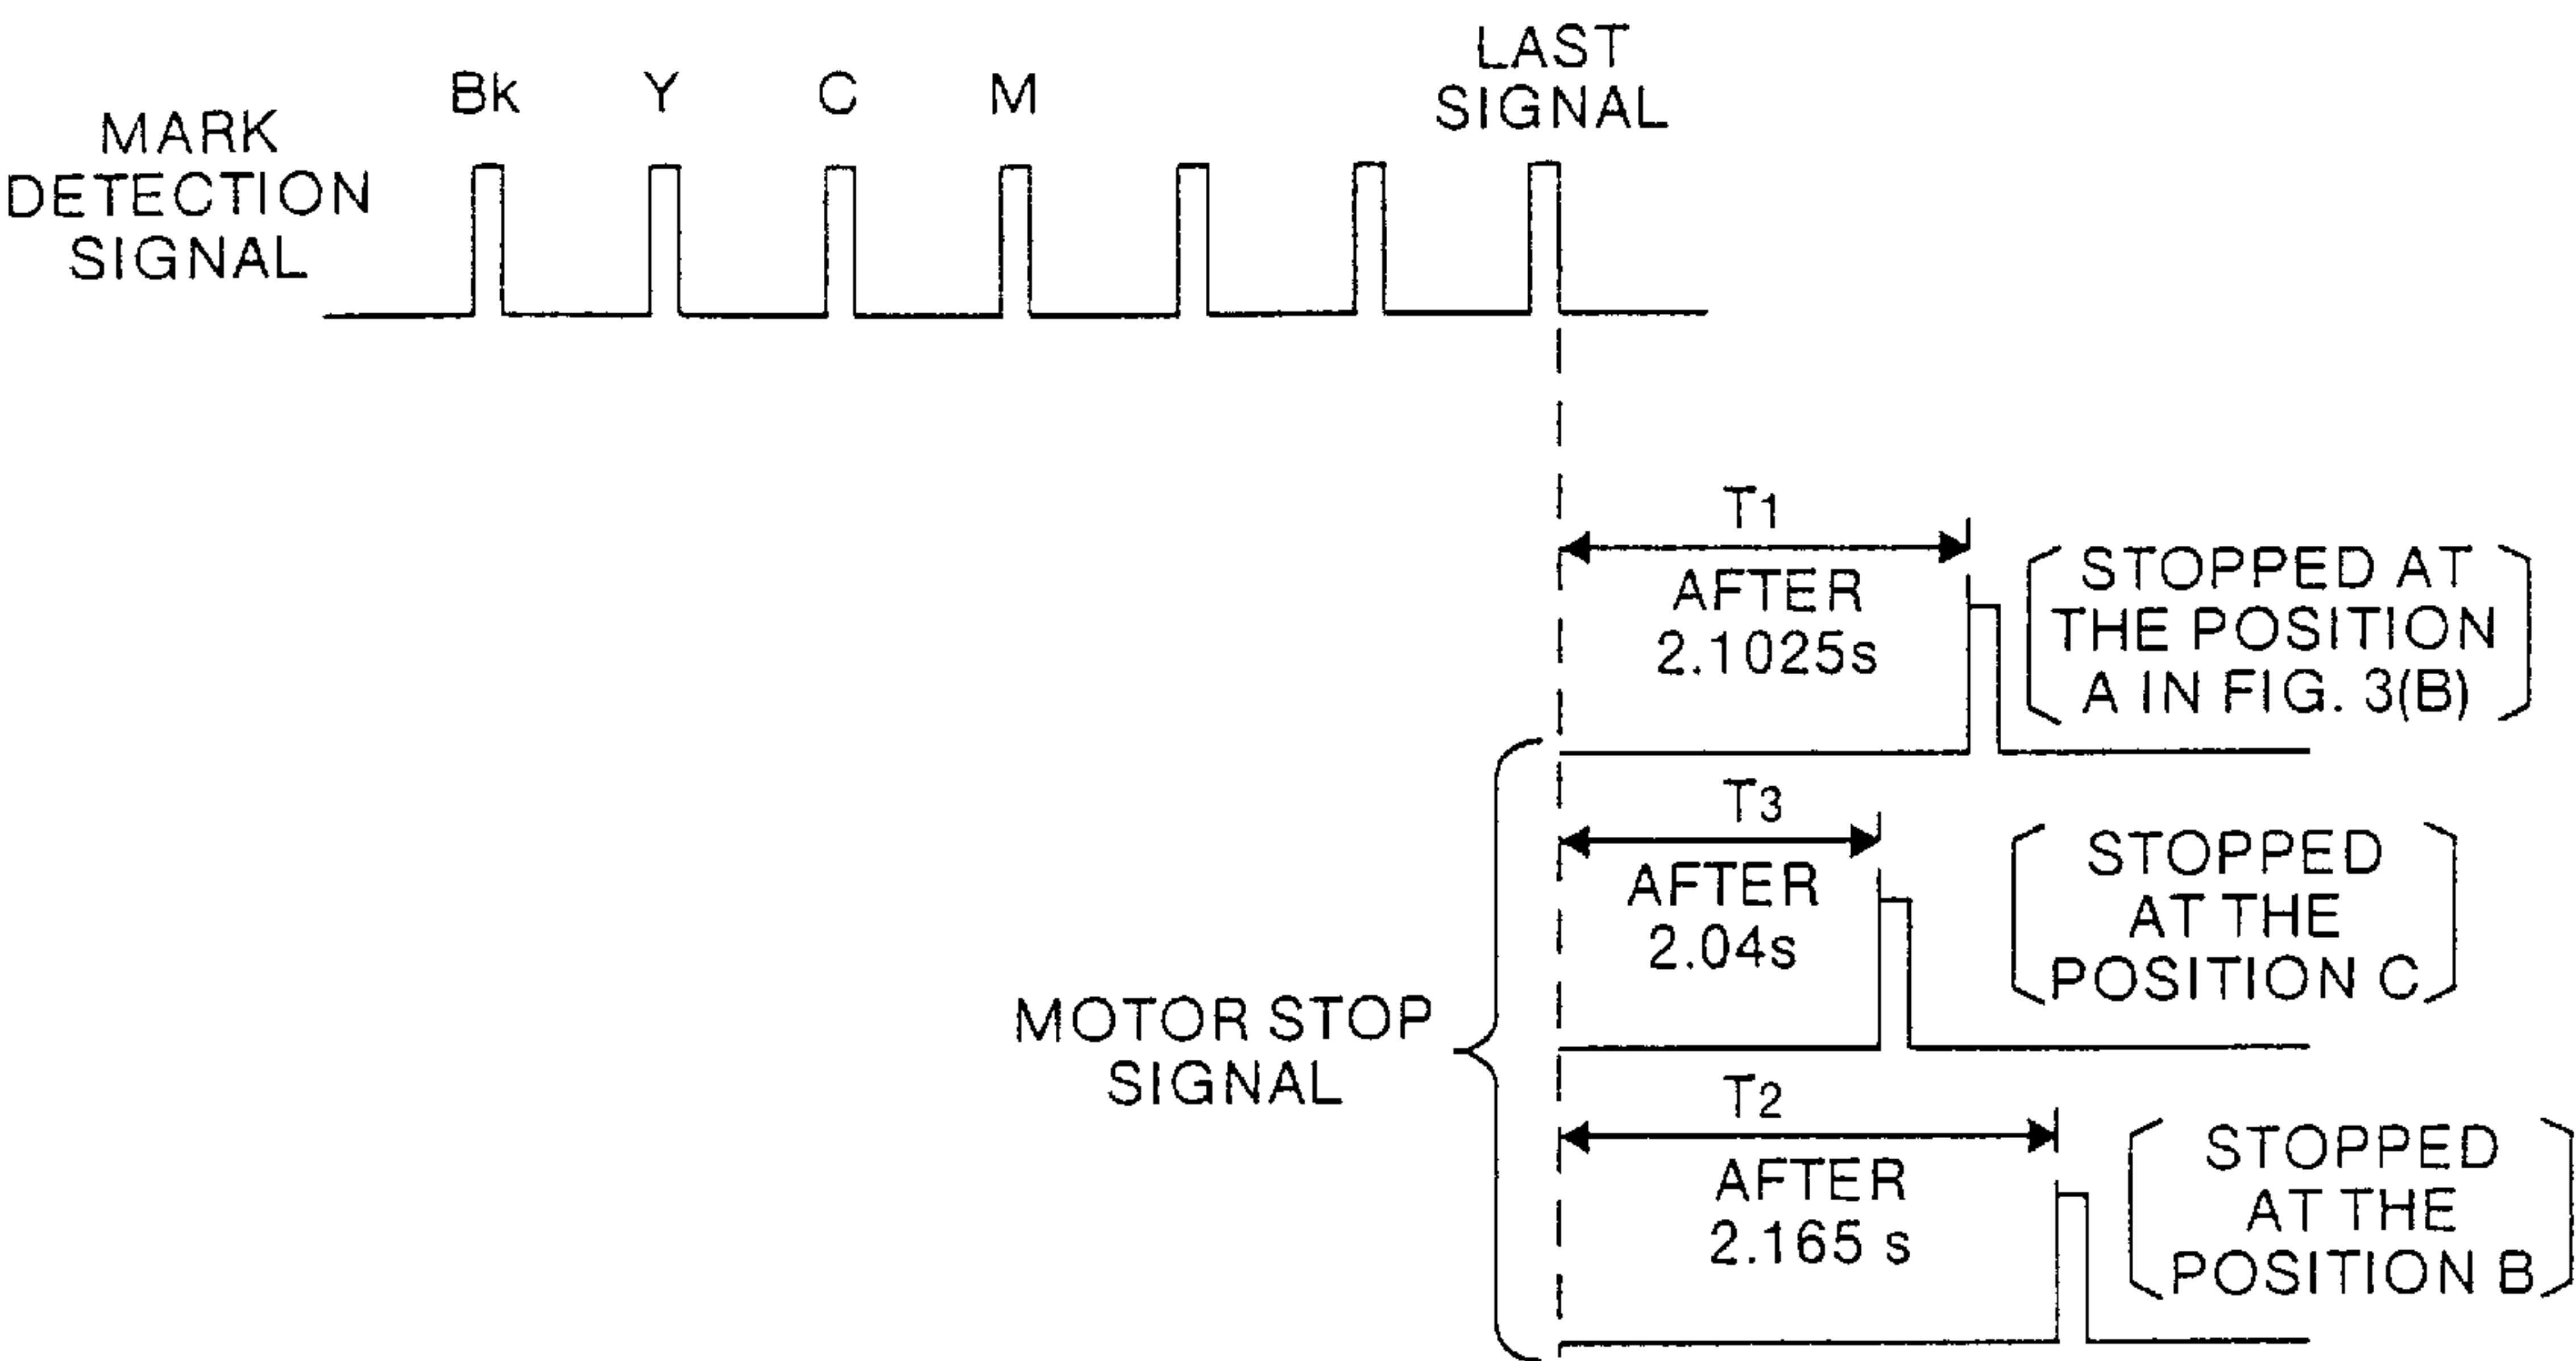 MARK
DETECTION
SIGNAL
Bk Y C M
LAST
SIGNAL
T1
AFTER
2.1025s
STOPPED AT
THE POSITION
A IN FIG. 3(B)
MOTOR STOP
SIGNAL
T3
AFTER
2.04s
STOPPED
AT THE
POSITION C
T2
AFTER
2.165 s
STOPPED
AT THE
POSITION B